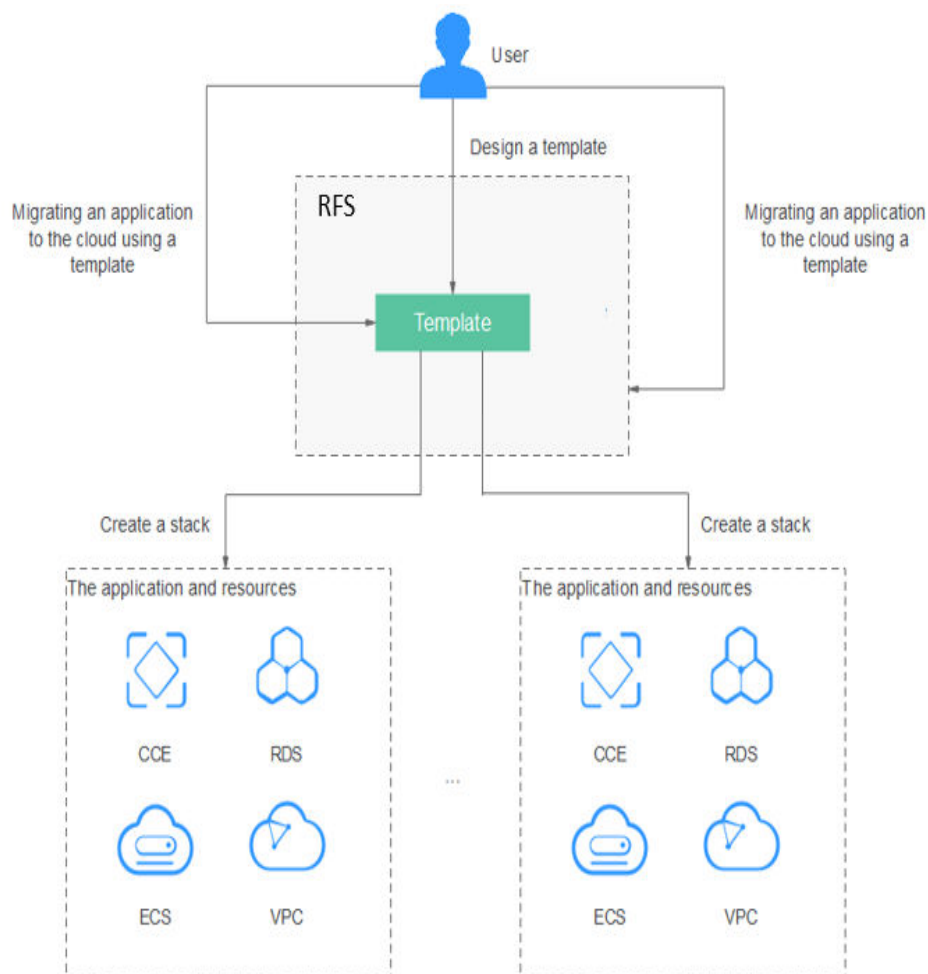 User
Design a template
RFS
Migrating an application
to the cloud using a
template
Migrating an application
to the cloud using a
template
Template
Create a stack
Create a stack
The application and resources
The application and resources
CCE
RDS
CCE
RDS
...
ECS
VPC
ECS
VPC